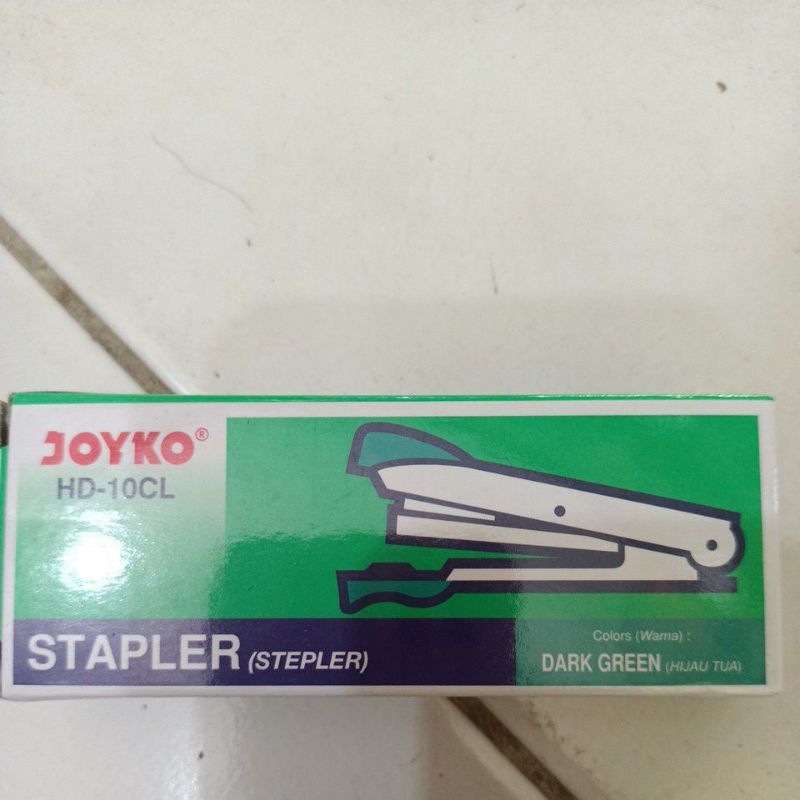 JOYKO®
HD-10CL
STAPLER (STEPLER)
Colors (Warna) :
DARK GREEN (HIJAU TUA)